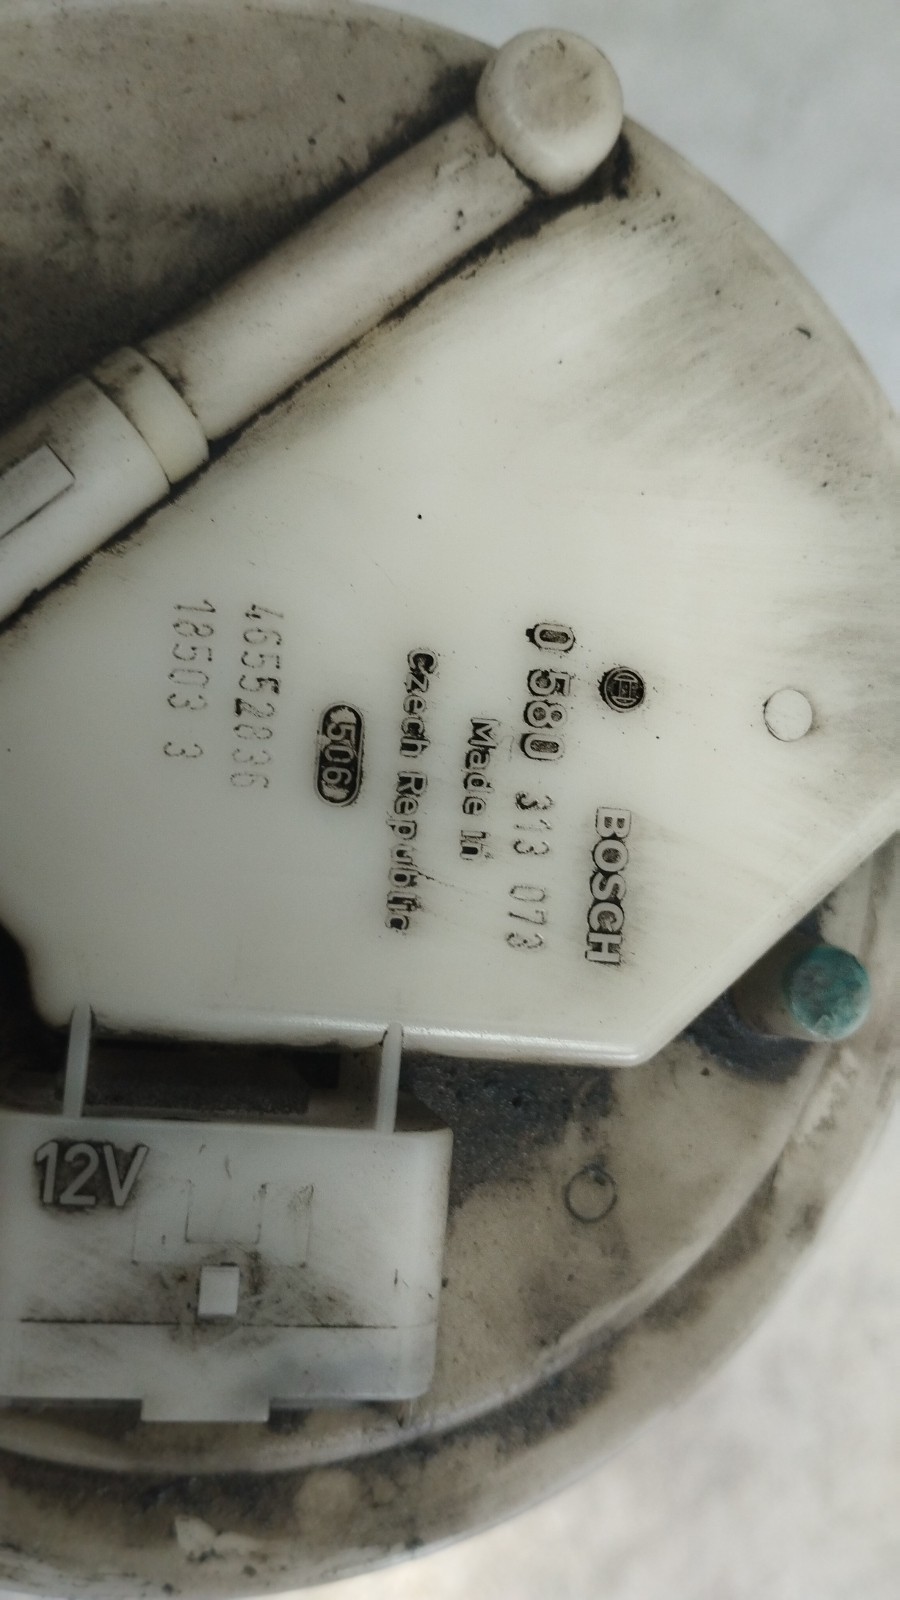 BOSCH
0 580 313 073
Made in
Czech Republic
506
46552836
18503 3
12V